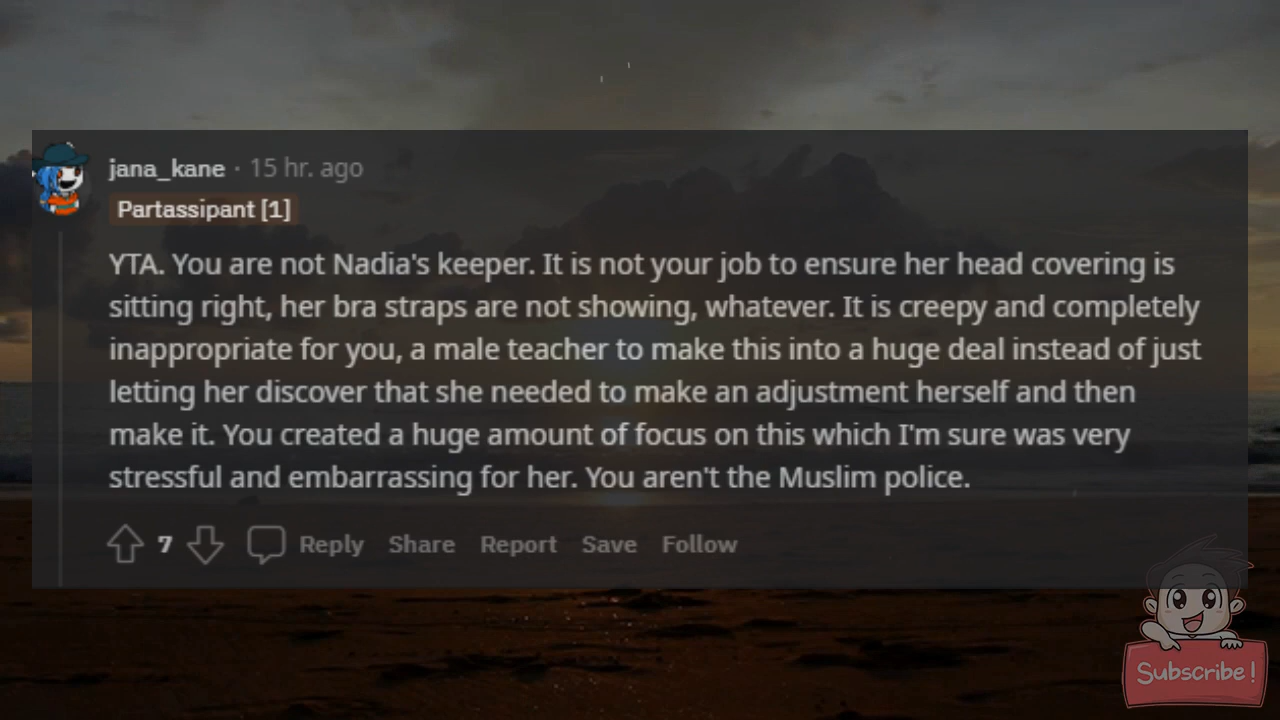 jana_kane · 15 hr. ago
Partassipant [1]
YTA. You are not Nadia's keeper. It is not your job to ensure her head covering is
sitting right, her bra straps are not showing, whatever. It is creepy and completely
inappropriate for you, a male teacher to make this into a huge deal instead of just
letting her discover that she needed to make an adjustment herself and then
make it. You created a huge amount of focus on this which I'm sure was very
stressful and embarrassing for her. You aren't the Muslim police.
7 Reply Share Report Save Follow
Subscribe!